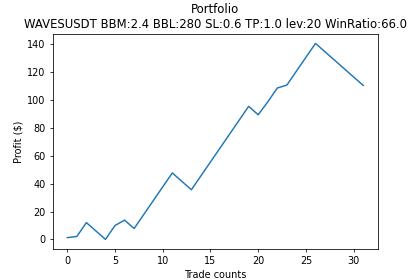 Portfolio
WAVESUSDT BBM:2.4 BBL:280 SL:0.6 TP:1.0 lev:20 WinRatio:66.0
140
120
100
80
60
40
20
0
Profit ($)
0 5 10 15 20 25 30
Trade counts